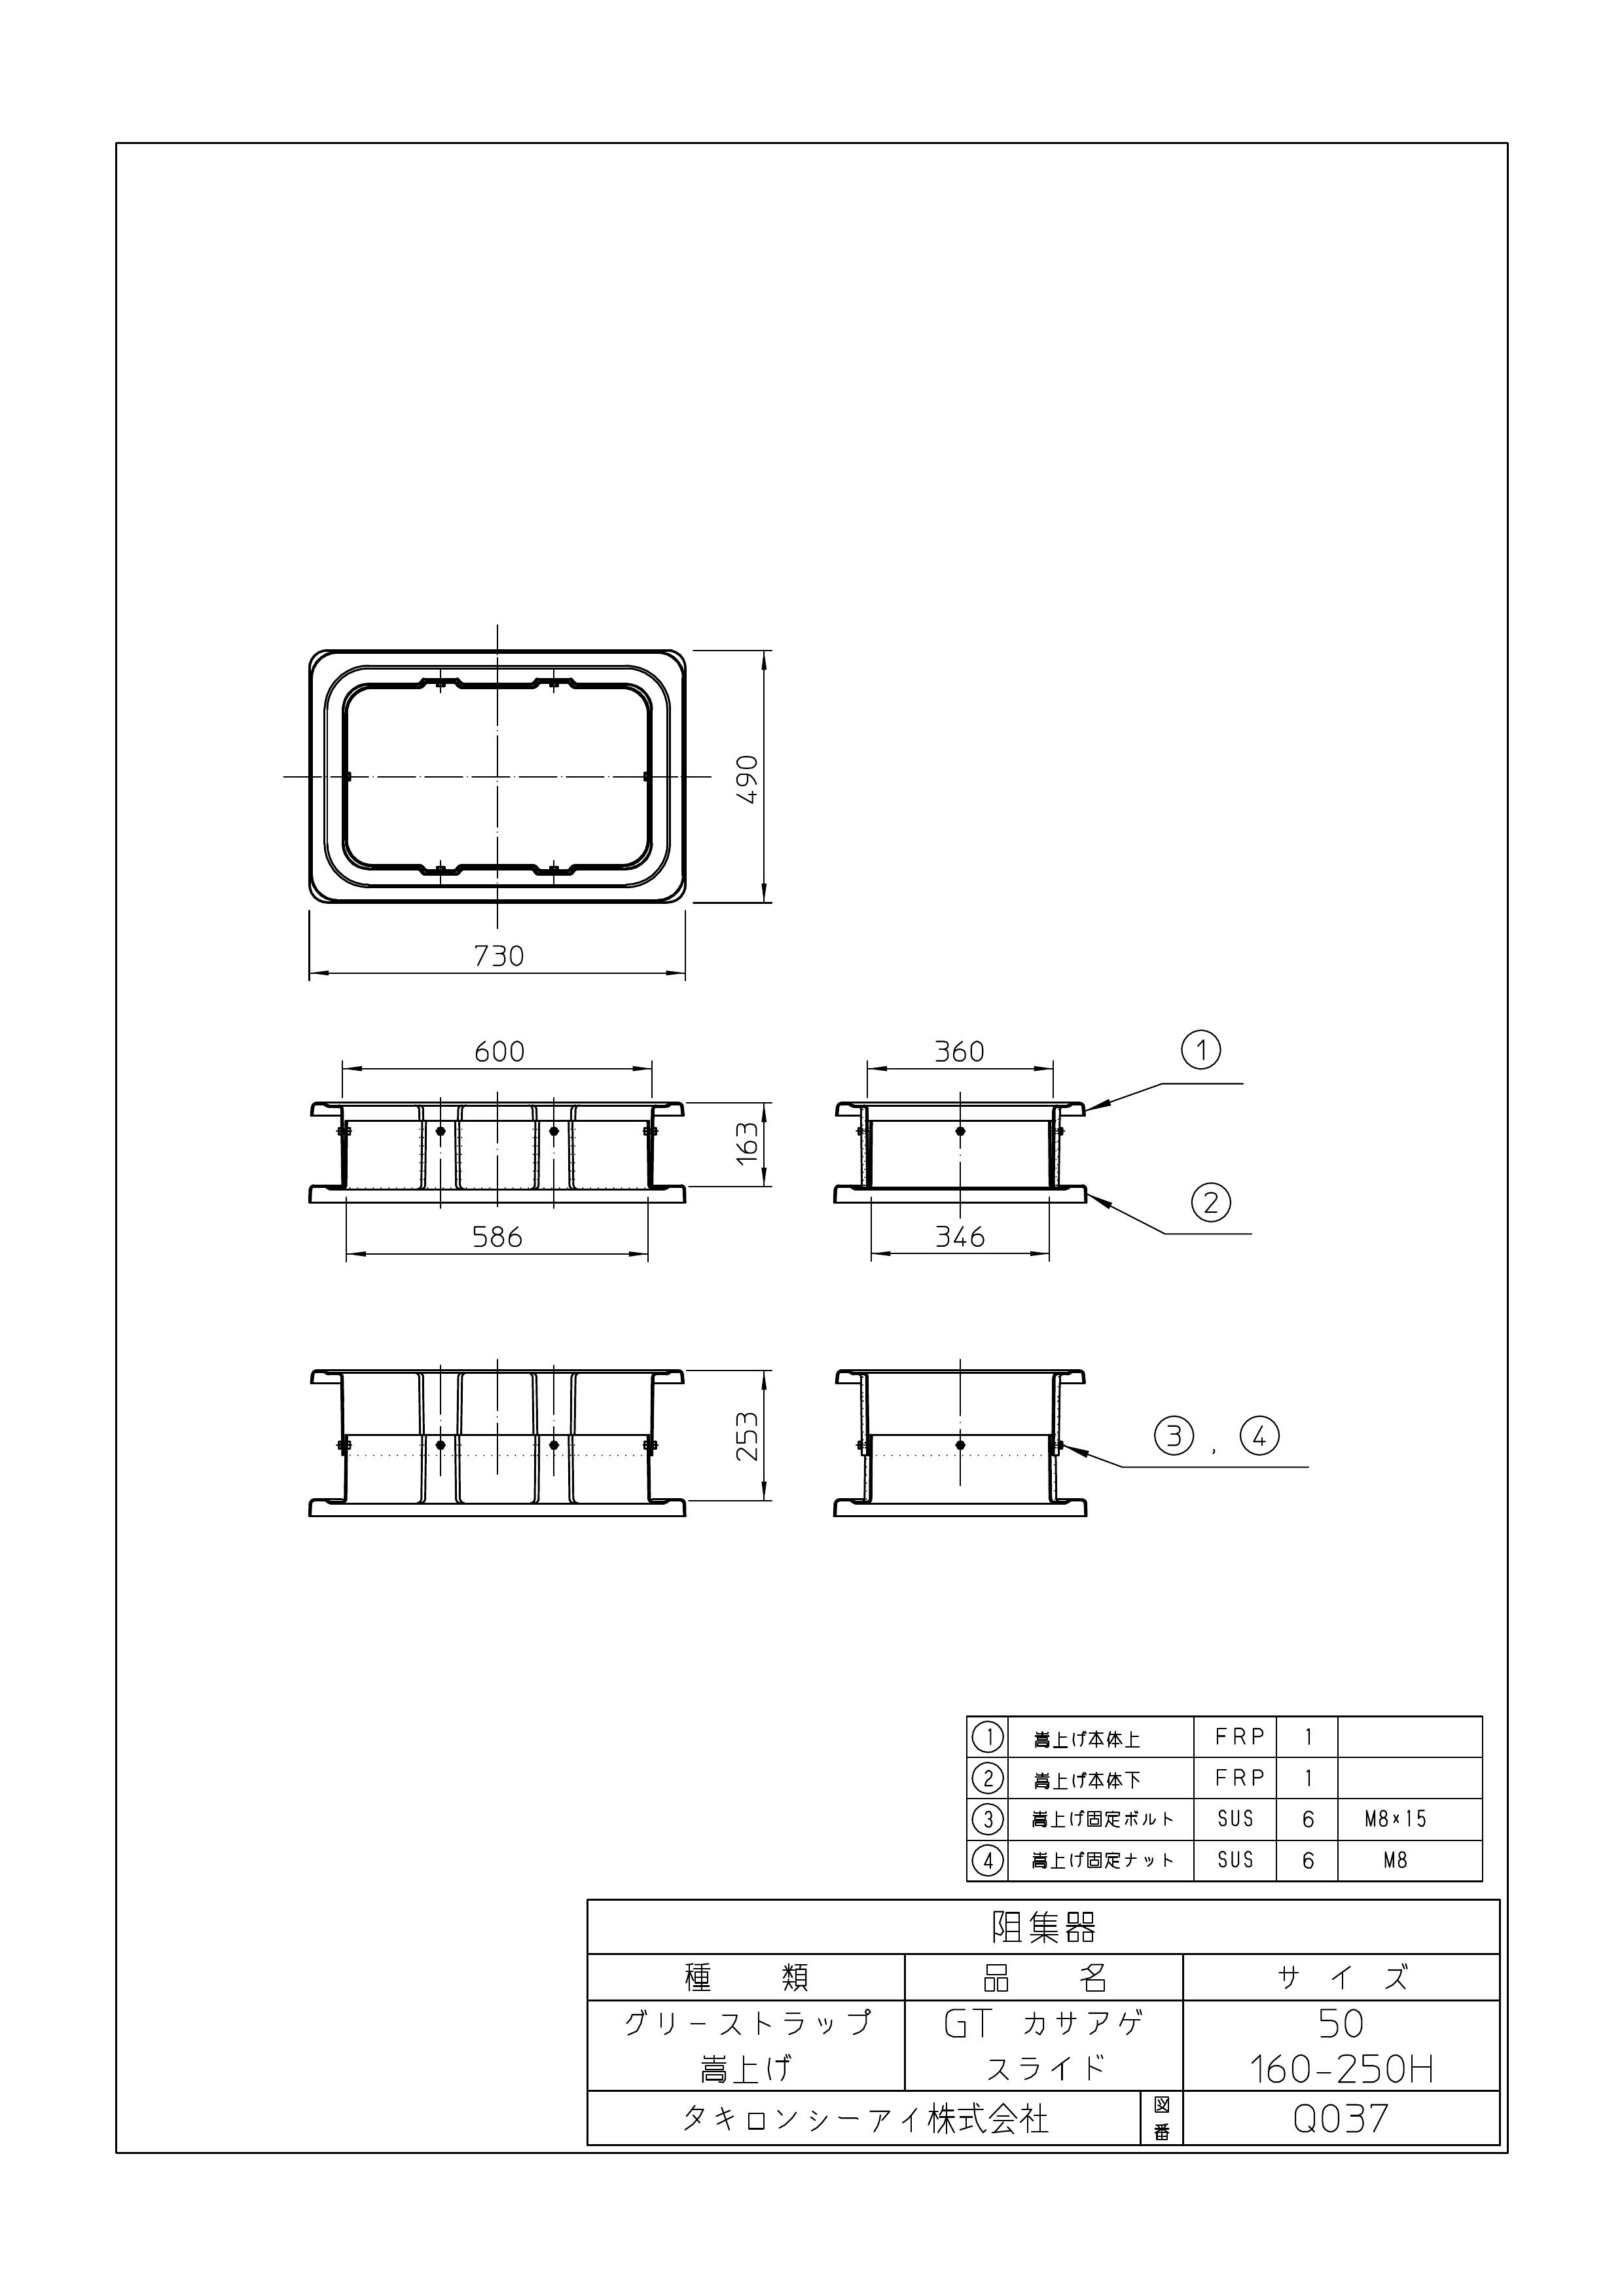 490
730
600
360
①
163
②
586
346
253
③ , ④
① 嵩上げ本体上 FRP 1
② 嵩上げ本体下 FRP 1
③ 嵩上げ固定ボルト SUS 6 M8×15
④ 嵩上げ固定ナット SUS 6 M8
阻集器
種類 品名 サイズ
グリーストラップ GT カサアゲ 50
嵩上げ スライド 160-250H
タキロンシーアイ株式会社 図番 Q037